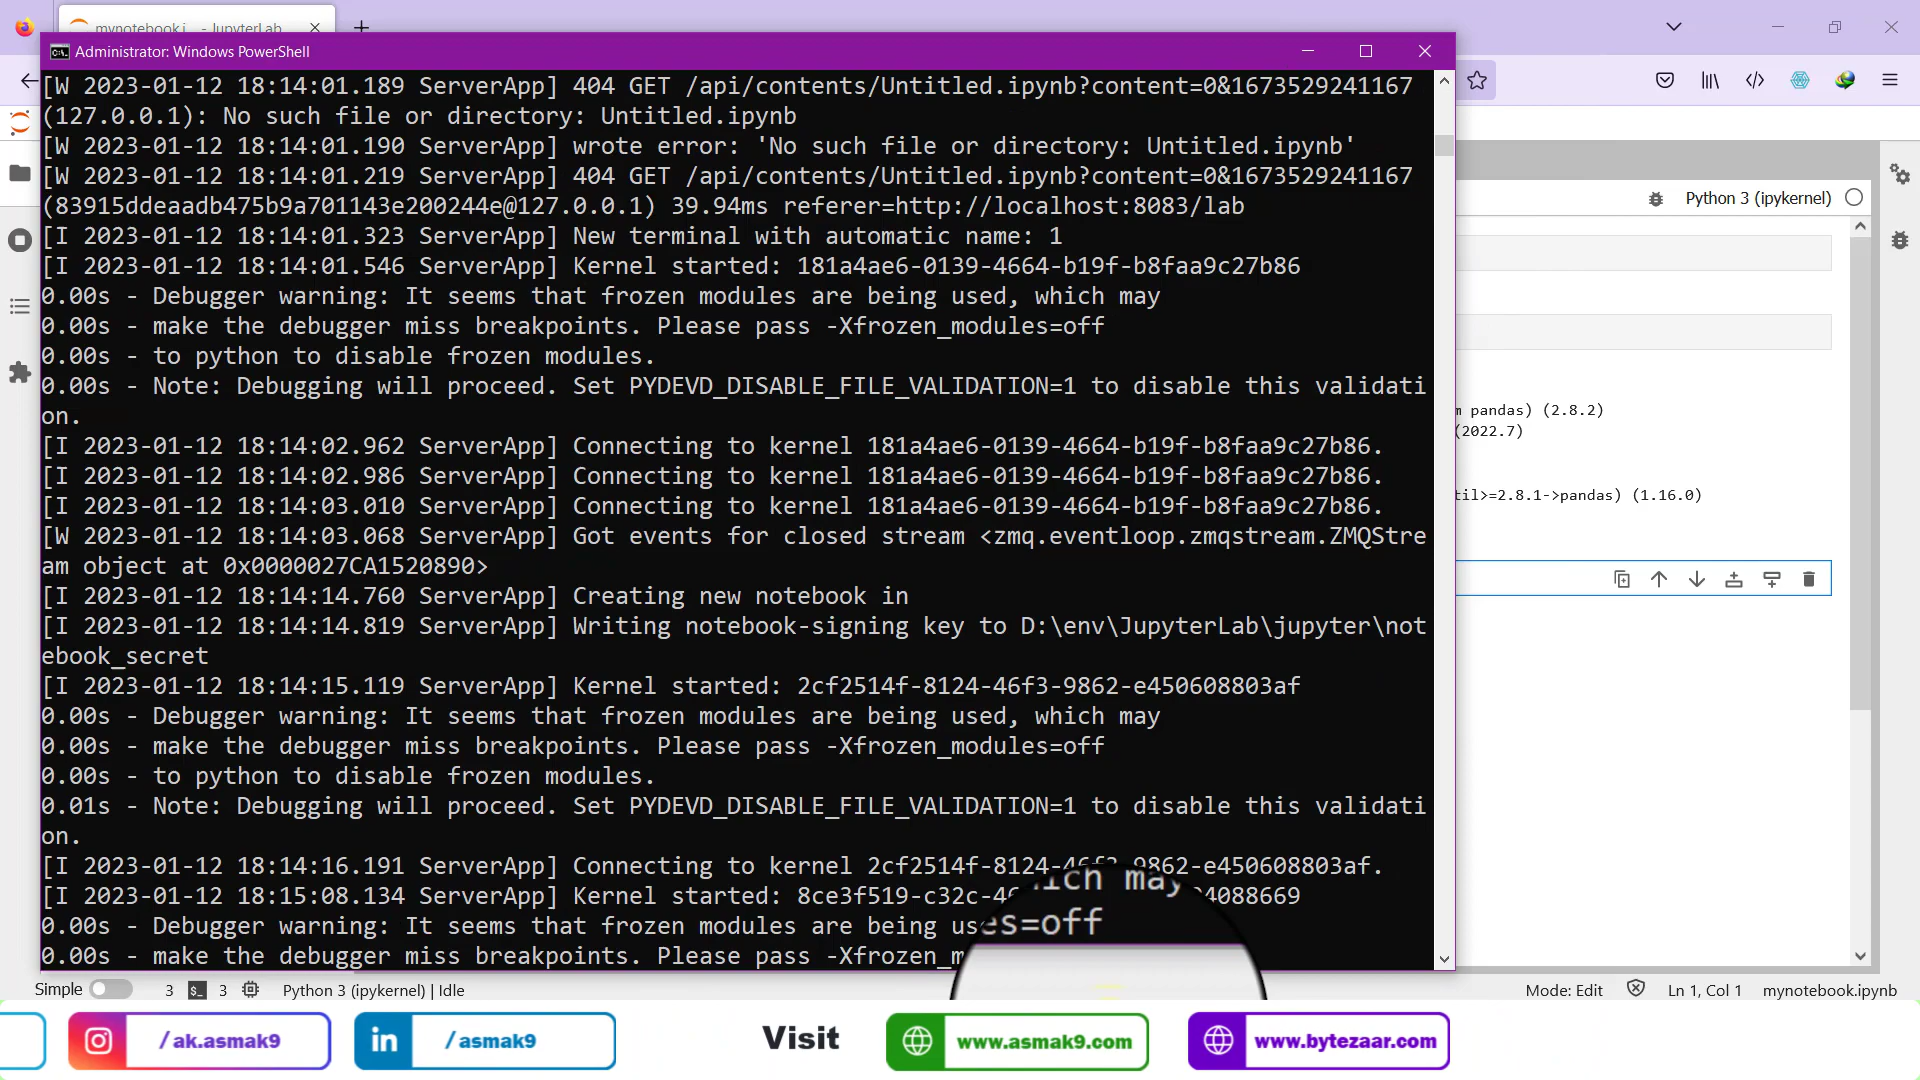 mynotebook.i... - JupyterLab
Administrator: Windows PowerShell
[W 2023-01-12 18:14:01.189 ServerApp] 404 GET /api/contents/Untitled.ipynb?content=0&1673529241167
(127.0.0.1): No such file or directory: Untitled.ipynb
[W 2023-01-12 18:14:01.190 ServerApp] wrote error: 'No such file or directory: Untitled.ipynb'
[W 2023-01-12 18:14:01.219 ServerApp] 404 GET /api/contents/Untitled.ipynb?content=0&1673529241167
(83915ddeaadb475b9a701143e200244e@127.0.0.1) 39.94ms referer=http://localhost:8083/lab
[I 2023-01-12 18:14:01.323 ServerApp] New terminal with automatic name: 1
[I 2023-01-12 18:14:01.546 ServerApp] Kernel started: 181a4ae6-0139-4664-b19f-b8faa9c27b86
0.00s - Debugger warning: It seems that frozen modules are being used, which may
0.00s - make the debugger miss breakpoints. Please pass -Xfrozen_modules=off
0.00s - to python to disable frozen modules.
0.00s - Note: Debugging will proceed. Set PYDEVD_DISABLE_FILE_VALIDATION=1 to disable this validati
on.
[I 2023-01-12 18:14:02.962 ServerApp] Connecting to kernel 181a4ae6-0139-4664-b19f-b8faa9c27b86.
[I 2023-01-12 18:14:02.986 ServerApp] Connecting to kernel 181a4ae6-0139-4664-b19f-b8faa9c27b86.
[I 2023-01-12 18:14:03.010 ServerApp] Connecting to kernel 181a4ae6-0139-4664-b19f-b8faa9c27b86.
[W 2023-01-12 18:14:03.068 ServerApp] Got events for closed stream <zmq.eventloop.zmqstream.ZMQStre
am object at 0x0000027CA1520890>
[I 2023-01-12 18:14:14.760 ServerApp] Creating new notebook in
[I 2023-01-12 18:14:14.819 ServerApp] Writing notebook-signing key to D:\env\JupyterLab\jupyter\not
ebook_secret
[I 2023-01-12 18:14:15.119 ServerApp] Kernel started: 2cf2514f-8124-46f3-9862-e450608803af
0.00s - Debugger warning: It seems that frozen modules are being used, which may
0.00s - make the debugger miss breakpoints. Please pass -Xfrozen_modules=off
0.00s - to python to disable frozen modules.
0.01s - Note: Debugging will proceed. Set PYDEVD_DISABLE_FILE_VALIDATION=1 to disable this validati
on.
[I 2023-01-12 18:14:16.191 ServerApp] Connecting to kernel 2cf2514f-8124-46f3-9862-e450608803af.
[I 2023-01-12 18:15:08.134 ServerApp] Kernel started: 8ce3f519-c32c-46 4088669
0.00s - Debugger warning: It seems that frozen modules are being us
0.00s - make the debugger miss breakpoints. Please pass -Xfrozen_m
ich may
es=off
Python 3 (ipykernel)
m pandas) (2.8.2)
(2022.7)
til>=2.8.1->pandas) (1.16.0)
Simple 3 3 Python 3 (ipykernel) | Idle
Mode: Edit Ln 1, Col 1 mynotebook.ipynb
/ak.asmak9
in /asmak9
Visit
www.asmak9.com
www.bytezaar.com